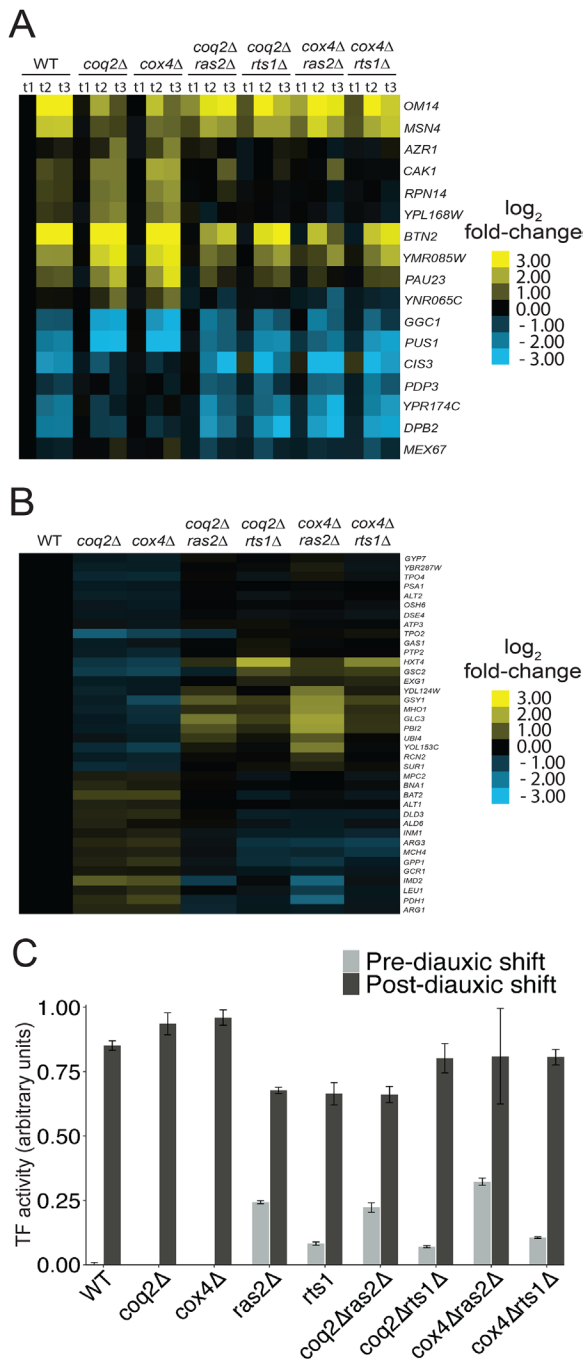 A
coq2Δ coq2Δ cox4Δ cox4Δ
WT coq2Δ cox4Δ ras2Δ rts1Δ ras2Δ rts1Δ
t1 t2 t3 t1 t2 t3 t1 t2 t3 t1 t2 t3 t1 t2 t3 t1 t2 t3 t1 t2 t3
OM14
MSN4
AZR1
CAK1
RPN14
YPL168W
BTN2
YMR085W
PAU23
YNR065C
GGC1
PUS1
CIS3
PDP3
YPR174C
DPB2
MEX67
log2
fold-change
3.00
2.00
1.00
0.00
- 1.00
- 2.00
- 3.00
B
coq2Δ coq2Δ cox4Δ cox4Δ
WT coq2Δ cox4Δ ras2Δ rts1Δ ras2Δ rts1Δ
GYP7
YBR287W
TPO4
PSA1
ALT2
OSH6
DSE4
ATP3
TPO2
GAS1
PTP2
HXT4
GSC2
EXG1
YDL124W
GSY1
MHO1
GLC3
PBI2
UBI4
YOL153C
RCN2
SUR1
MPC2
BNA1
BAT2
ALT1
DLD3
ALD6
INM1
ARG3
MCH4
GPP1
GCR1
IMD2
LEU1
PDH1
ARG1
log2
fold-change
3.00
2.00
1.00
0.00
- 1.00
- 2.00
- 3.00
C
Pre-diauxic shift
Post-diauxic shift
TF activity (arbitrary units)
1.00
0.75
0.50
0.25
0.00
WT
coq2Δ
cox4Δ
ras2Δ
rts1
coq2Δras2Δ
coq2Δrts1Δ
cox4Δras2Δ
cox4Δrts1Δ